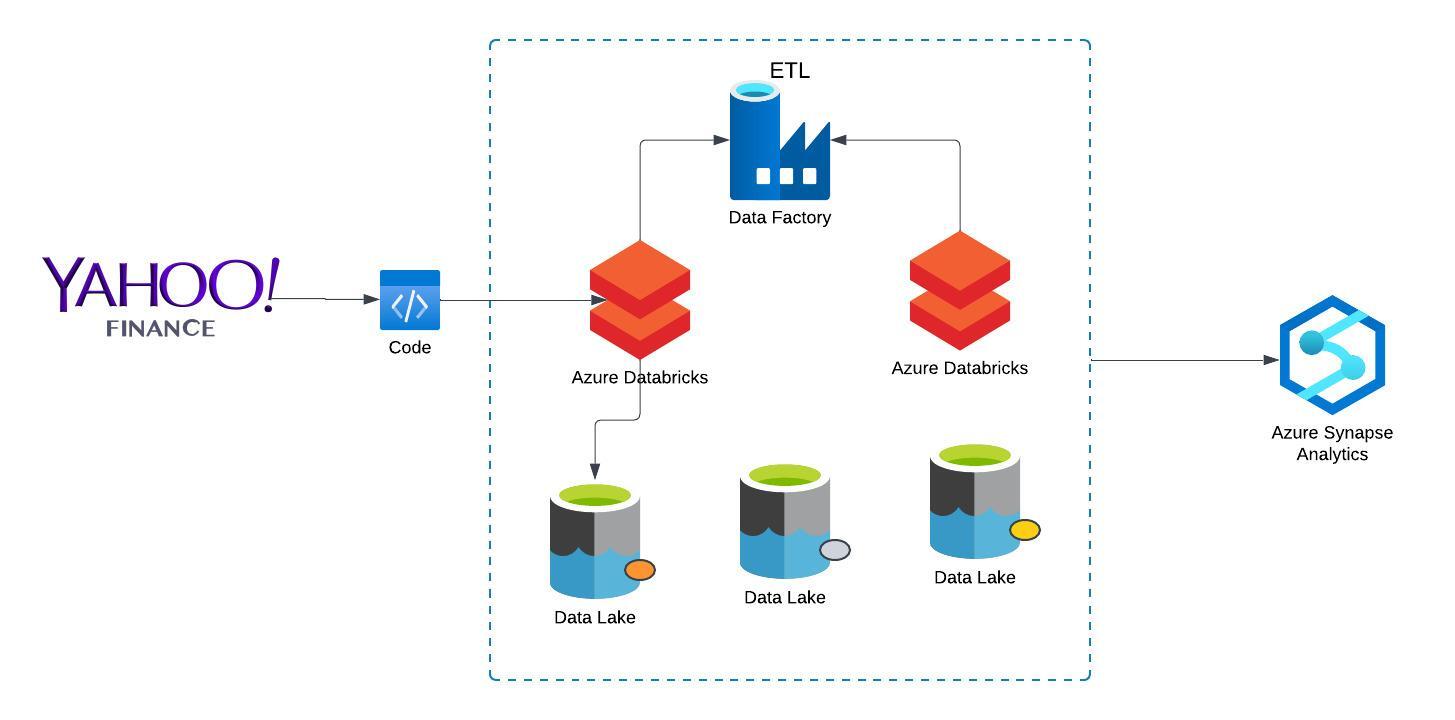 ETL
Data Factory
YAHOO!
FINANCE
Code
Azure Databricks
Azure Databricks
Azure Synapse
Analytics
Data Lake
Data Lake
Data Lake